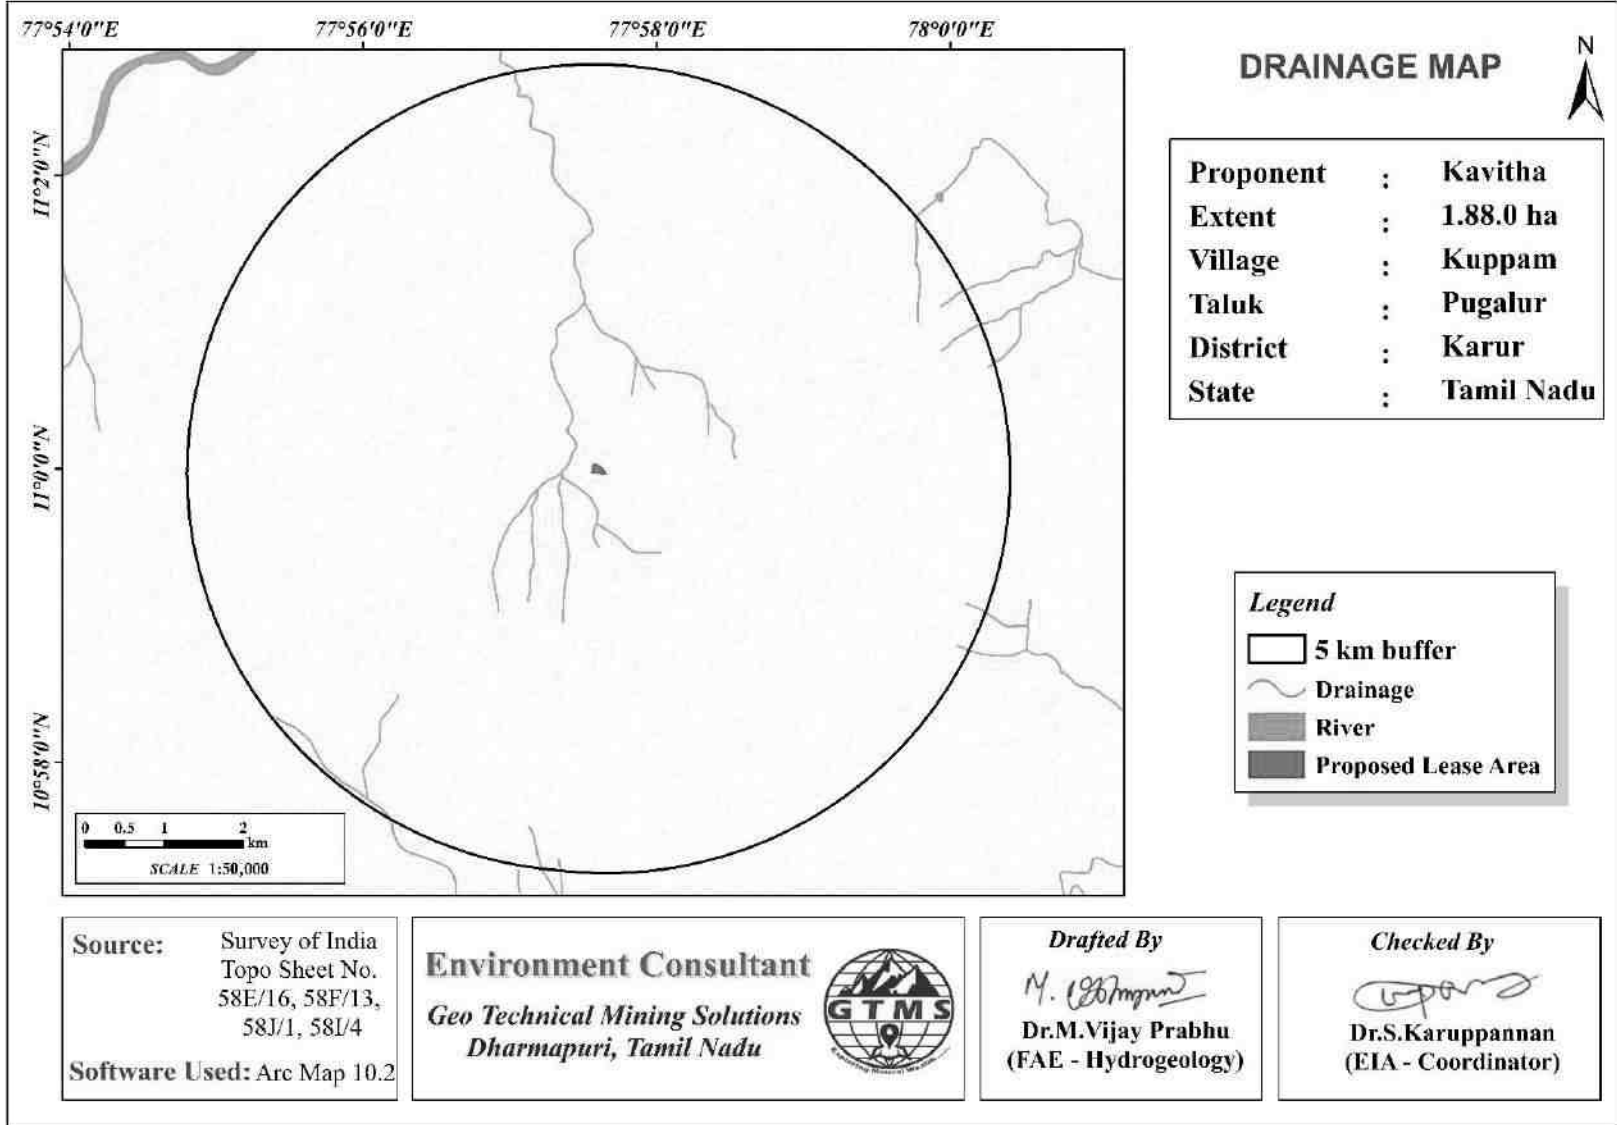 77°54'0"E 77°56'0"E 77°58'0"E 78°0'0"E
11°2'0"N
11°0'0"N
10°58'0"N
0 0.5 1 2
km
SCALE 1:50,000
DRAINAGE MAP
N
Proponent : Kavitha
Extent : 1.88.0 ha
Village : Kuppam
Taluk : Pugalur
District : Karur
State : Tamil Nadu
Legend
5 km buffer
Drainage
River
Proposed Lease Area
Source: Survey of India
Topo Sheet No.
58E/16, 58F/13,
58J/1, 58I/4
Software Used: Arc Map 10.2
Environment Consultant
Geo Technical Mining Solutions
Dharmapuri, Tamil Nadu
GTMS
Drafted By
Dr.M.Vijay Prabhu
(FAE - Hydrogeology)
Checked By
Dr.S.Karuppannan
(EIA - Coordinator)